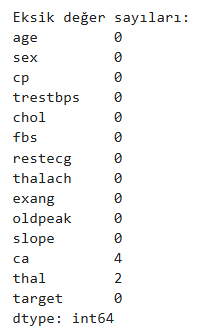 Eksik değer sayıları:
age 0
sex 0
cp 0
trestbps 0
chol 0
fbs 0
restecg 0
thalach 0
exang 0
oldpeak 0
slope 0
ca 4
thal 2
target 0
dtype: int64